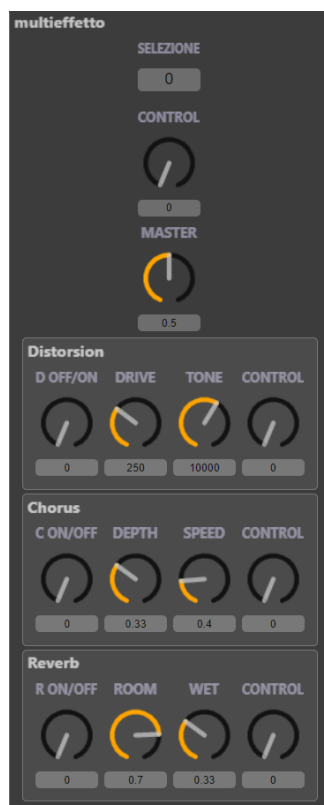 multieffetto
SELEZIONE
0
CONTROL
0
MASTER
0.5
Distorsion
D OFF/ON DRIVE TONE CONTROL
0 250 10000 0
Chorus
C ON/OFF DEPTH SPEED CONTROL
0 0.33 0.4 0
Reverb
R ON/OFF ROOM WET CONTROL
0 0.7 0.33 0